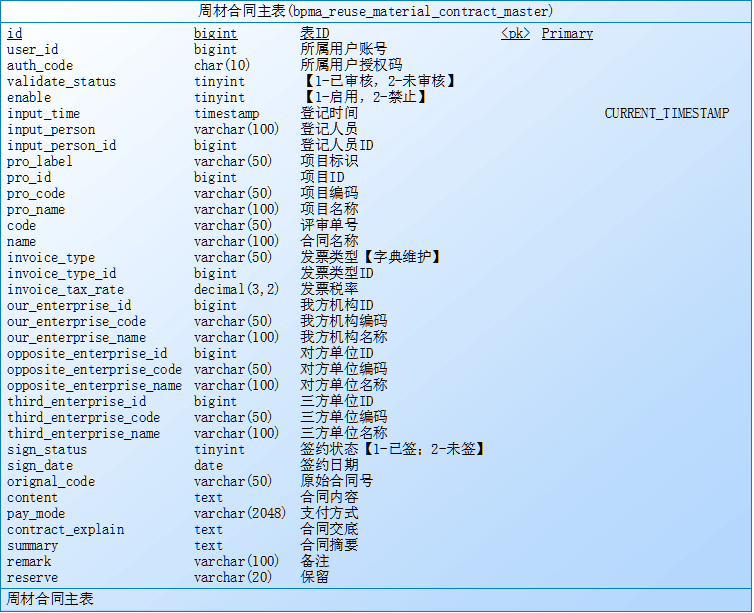 周材合同主表(bpma_reuse_material_contract_master)
id bigint 表ID <pk> Primary
user_id bigint 所属用户账号
auth_code char(10) 所属用户授权码
validate_status tinyint 【1-已审核，2-未审核】
enable tinyint 【1-启用，2-禁止】
input_time timestamp 登记时间 CURRENT_TIMESTAMP
input_person varchar(100) 登记人员
input_person_id bigint 登记人员ID
pro_label varchar(50) 项目标识
pro_id bigint 项目ID
pro_code varchar(50) 项目编码
pro_name varchar(100) 项目名称
code varchar(50) 评审单号
name varchar(100) 合同名称
invoice_type varchar(50) 发票类型【字典维护】
invoice_type_id bigint 发票类型ID
invoice_tax_rate decimal(3,2) 发票税率
our_enterprise_id bigint 我方机构ID
our_enterprise_code varchar(50) 我方机构编码
our_enterprise_name varchar(100) 我方机构名称
opposite_enterprise_id bigint 对方单位ID
opposite_enterprise_code varchar(50) 对方单位编码
opposite_enterprise_name varchar(100) 对方单位名称
third_enterprise_id bigint 三方单位ID
third_enterprise_code varchar(50) 三方单位编码
third_enterprise_name varchar(100) 三方单位名称
sign_status tinyint 签约状态【1-已签；2-未签】
sign_date date 签约日期
orignal_code varchar(50) 原始合同号
content text 合同内容
pay_mode varchar(2048) 支付方式
contract_explain text 合同交底
summary text 合同摘要
remark varchar(100) 备注
reserve varchar(20) 保留
周材合同主表